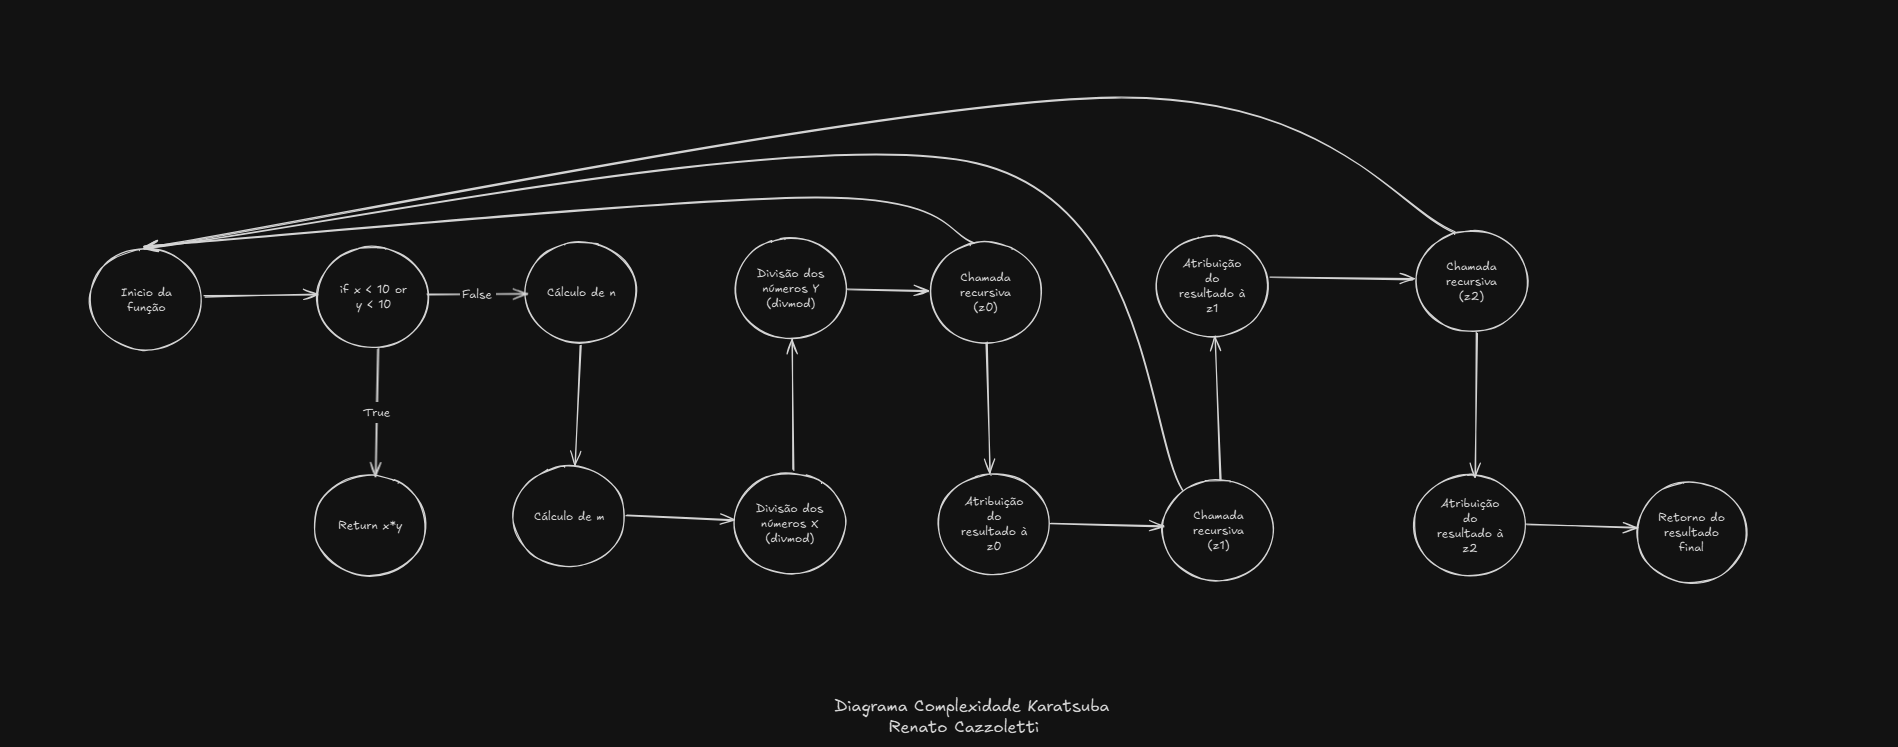 Inicio da
função
if x < 10 or
y < 10
False
Cálculo de n
Divisão dos
números Y
(divmod)
Chamada
recursiva
(z0)
Atribuição
do
resultado à
z1
Chamada
recursiva
(z2)
True
Return x*y
Cálculo de m
Divisão dos
números X
(divmod)
Atribuição
do
resultado à
z0
Chamada
recursiva
(z1)
Atribuição
do
resultado à
z2
Retorno do
resultado
final
Diagrama Complexidade Karatsuba
Renato Cazzoletti